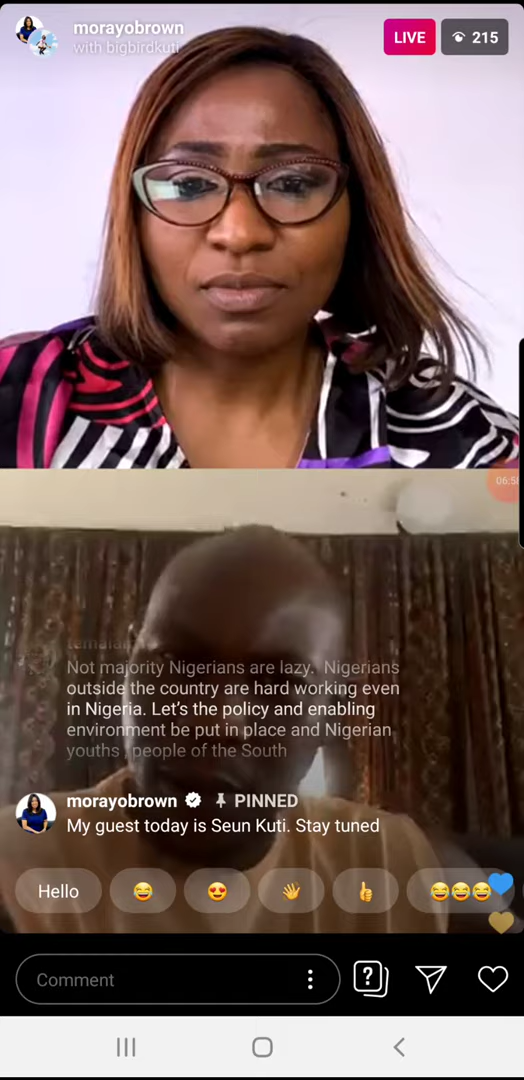 morayobrown
with bigbirdkuti
LIVE
215
Not majority Nigerians are lazy. Nigerians
outside the country are hard working even
in Nigeria. Let's the policy and enabling
environment be put in place and Nigerian
youths , people of the South
morayobrown PINNED
My guest today is Seun Kuti. Stay tuned
Hello
Comment